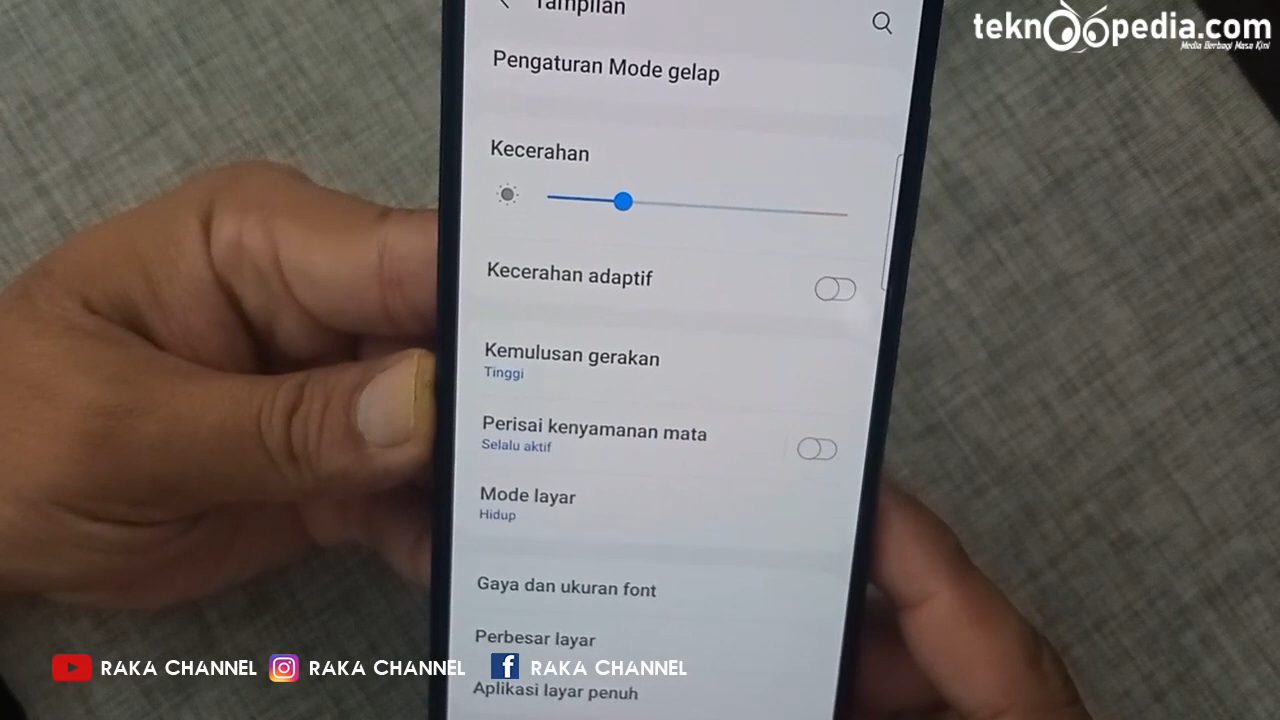 teknoopedia.com
Media Berbagi Masa Kini
Tampilan
Pengaturan Mode gelap
Kecerahan
Kecerahan adaptif
Kemulusan gerakan
Tinggi
Perisai kenyamanan mata
Selalu aktif
Mode layar
Hidup
Gaya dan ukuran font
Perbesar layar
Aplikasi layar penuh
RAKA CHANNEL RAKA CHANNEL f RAKA CHANNEL